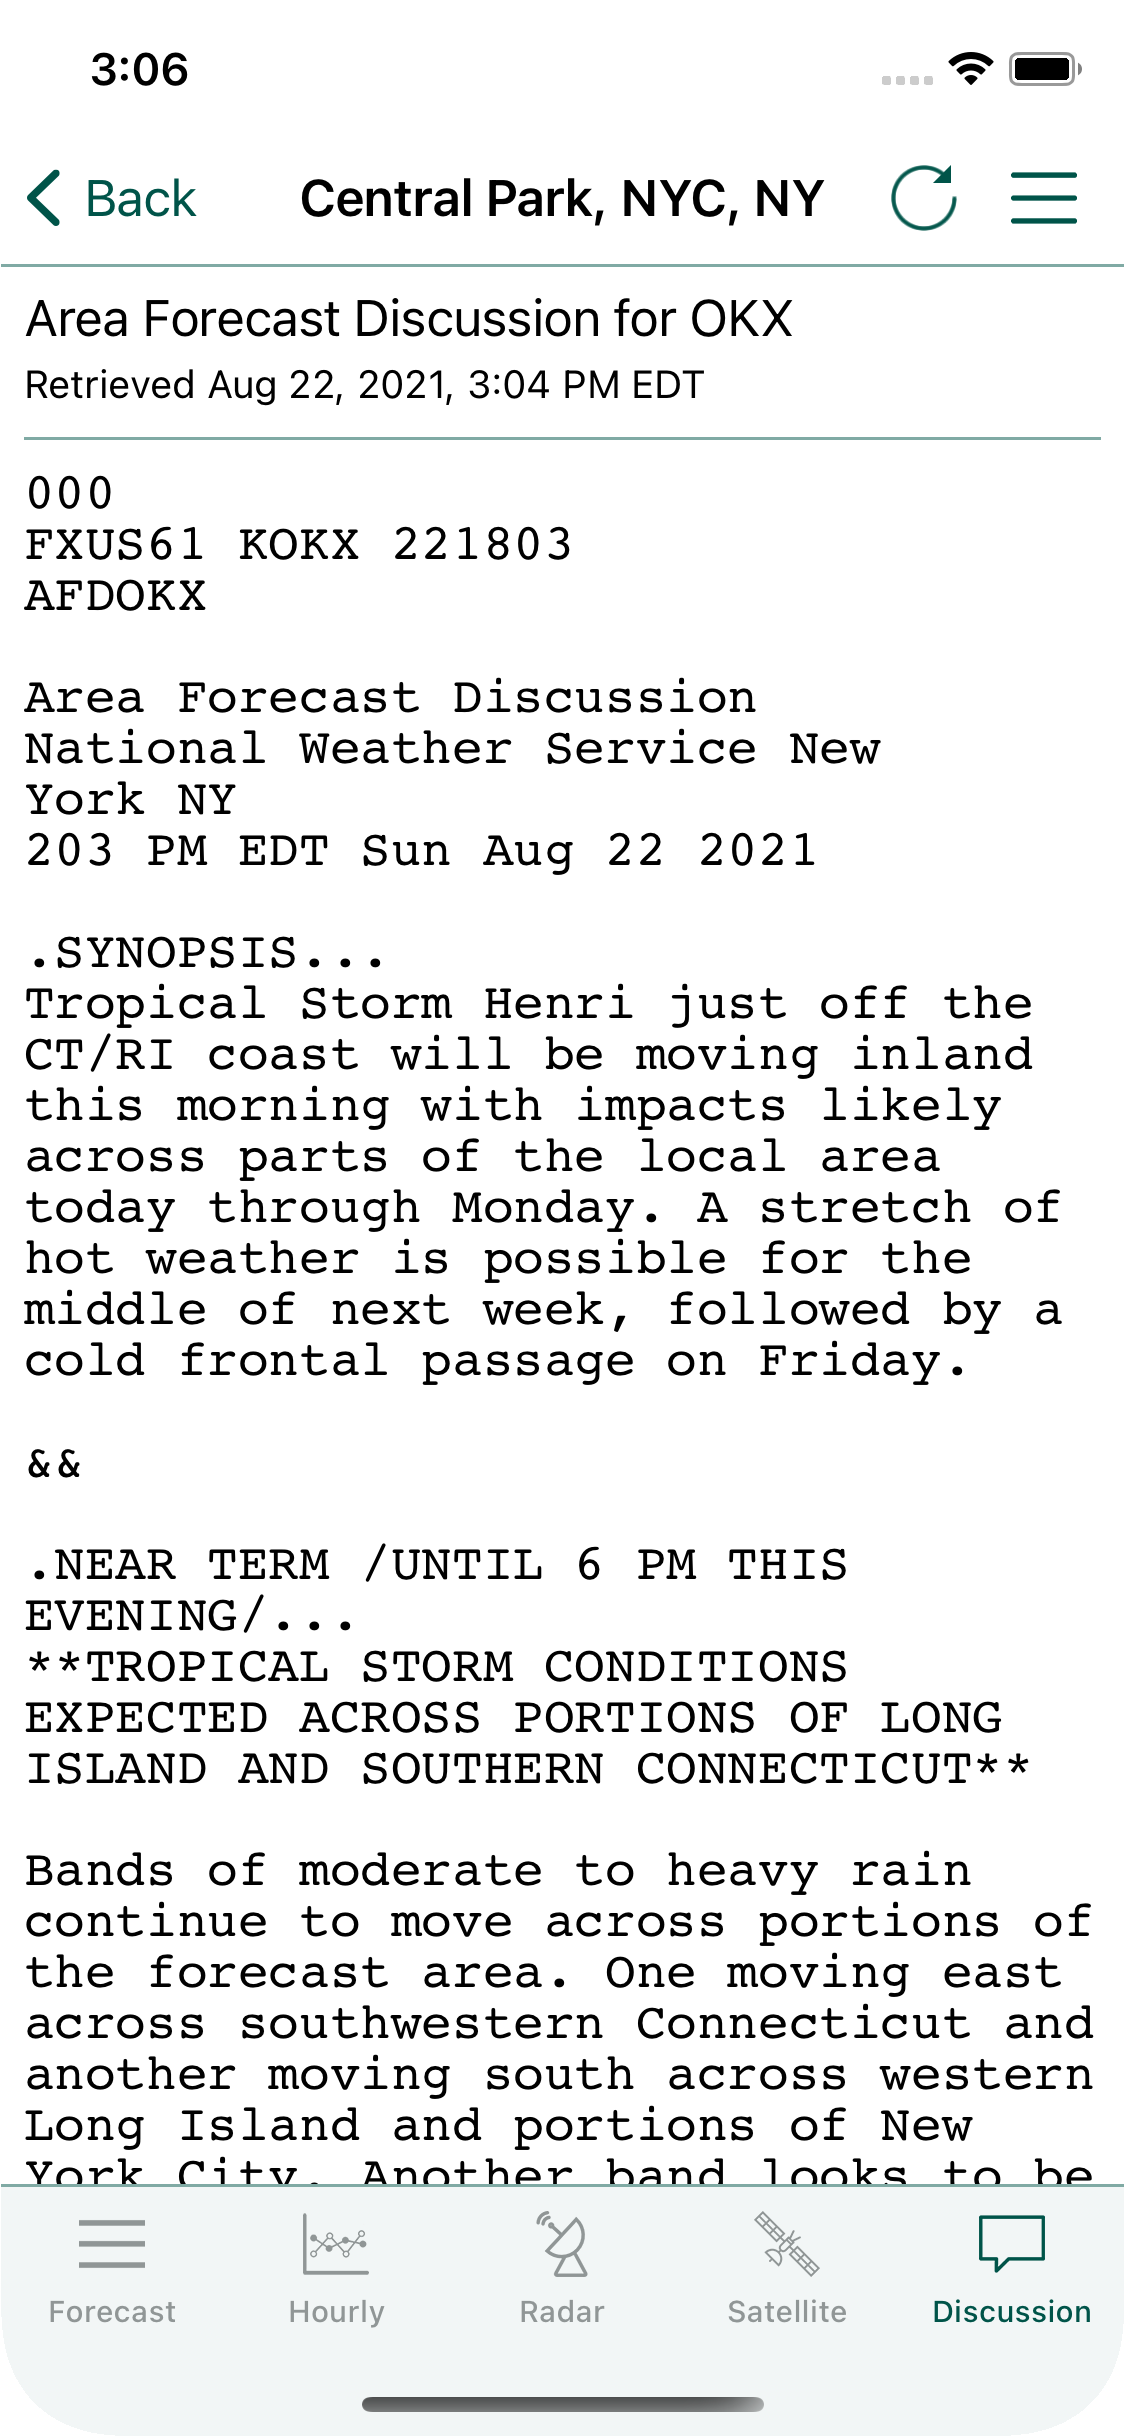 3:06
Back
Central Park, NYC, NY
Area Forecast Discussion for OKX
Retrieved Aug 22, 2021, 3:04 PM EDT
000
FXUS61 KOKX 221803
AFDOKX
Area Forecast Discussion
National Weather Service New
York NY
203 PM EDT Sun Aug 22 2021
.SYNOPSIS...
Tropical Storm Henri just off the
CT/RI coast will be moving inland
this morning with impacts likely
across parts of the local area
today through Monday. A stretch of
hot weather is possible for the
middle of next week, followed by a
cold frontal passage on Friday.
&&
.NEAR TERM /UNTIL 6 PM THIS
EVENING/...
**TROPICAL STORM CONDITIONS
EXPECTED ACROSS PORTIONS OF LONG
ISLAND AND SOUTHERN CONNECTICUT**
Bands of moderate to heavy rain
continue to move across portions of
the forecast area. One moving east
across southwestern Connecticut and
another moving south across western
Long Island and portions of New
York City. Another band looks to be
Forecast
Hourly
Radar
Satellite
Discussion